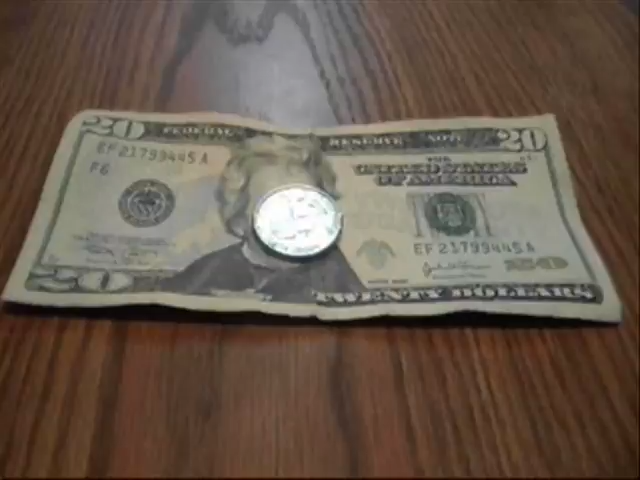 20 FEDERAL RESERVE NOTE 20
EF 21799445 A
F6
THE
UNITED STATES
OF AMERICA
EF 21799445 A
20
20
TWENTY DOLLARS